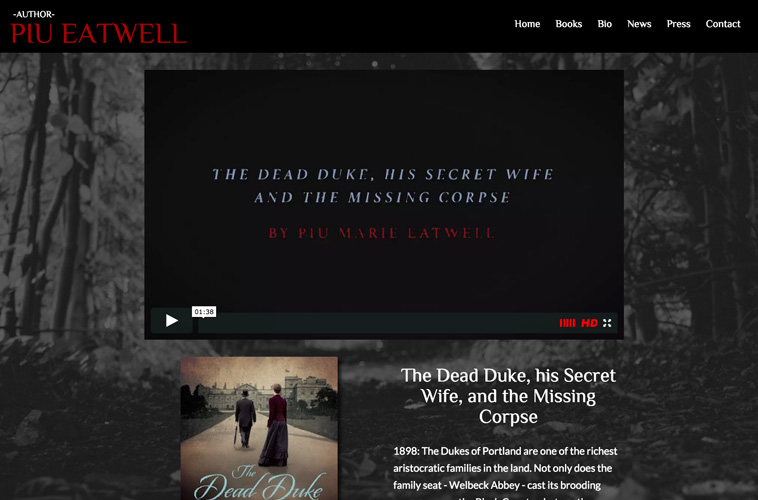 -AUTHOR-
PIU EATWELL
Home Books Bio News Press Contact
THE DEAD DUKE, HIS SECRET WIFE
AND THE MISSING CORPSE
BY PIU MARIE EATWELL
01:38
HD
The Dead Duke, his Secret
Wife, and the Missing
Corpse
The
Dead Duke
1898: The Dukes of Portland are one of the richest
aristocratic families in the land. Not only does the
family seat - Welbeck Abbey - cast its brooding